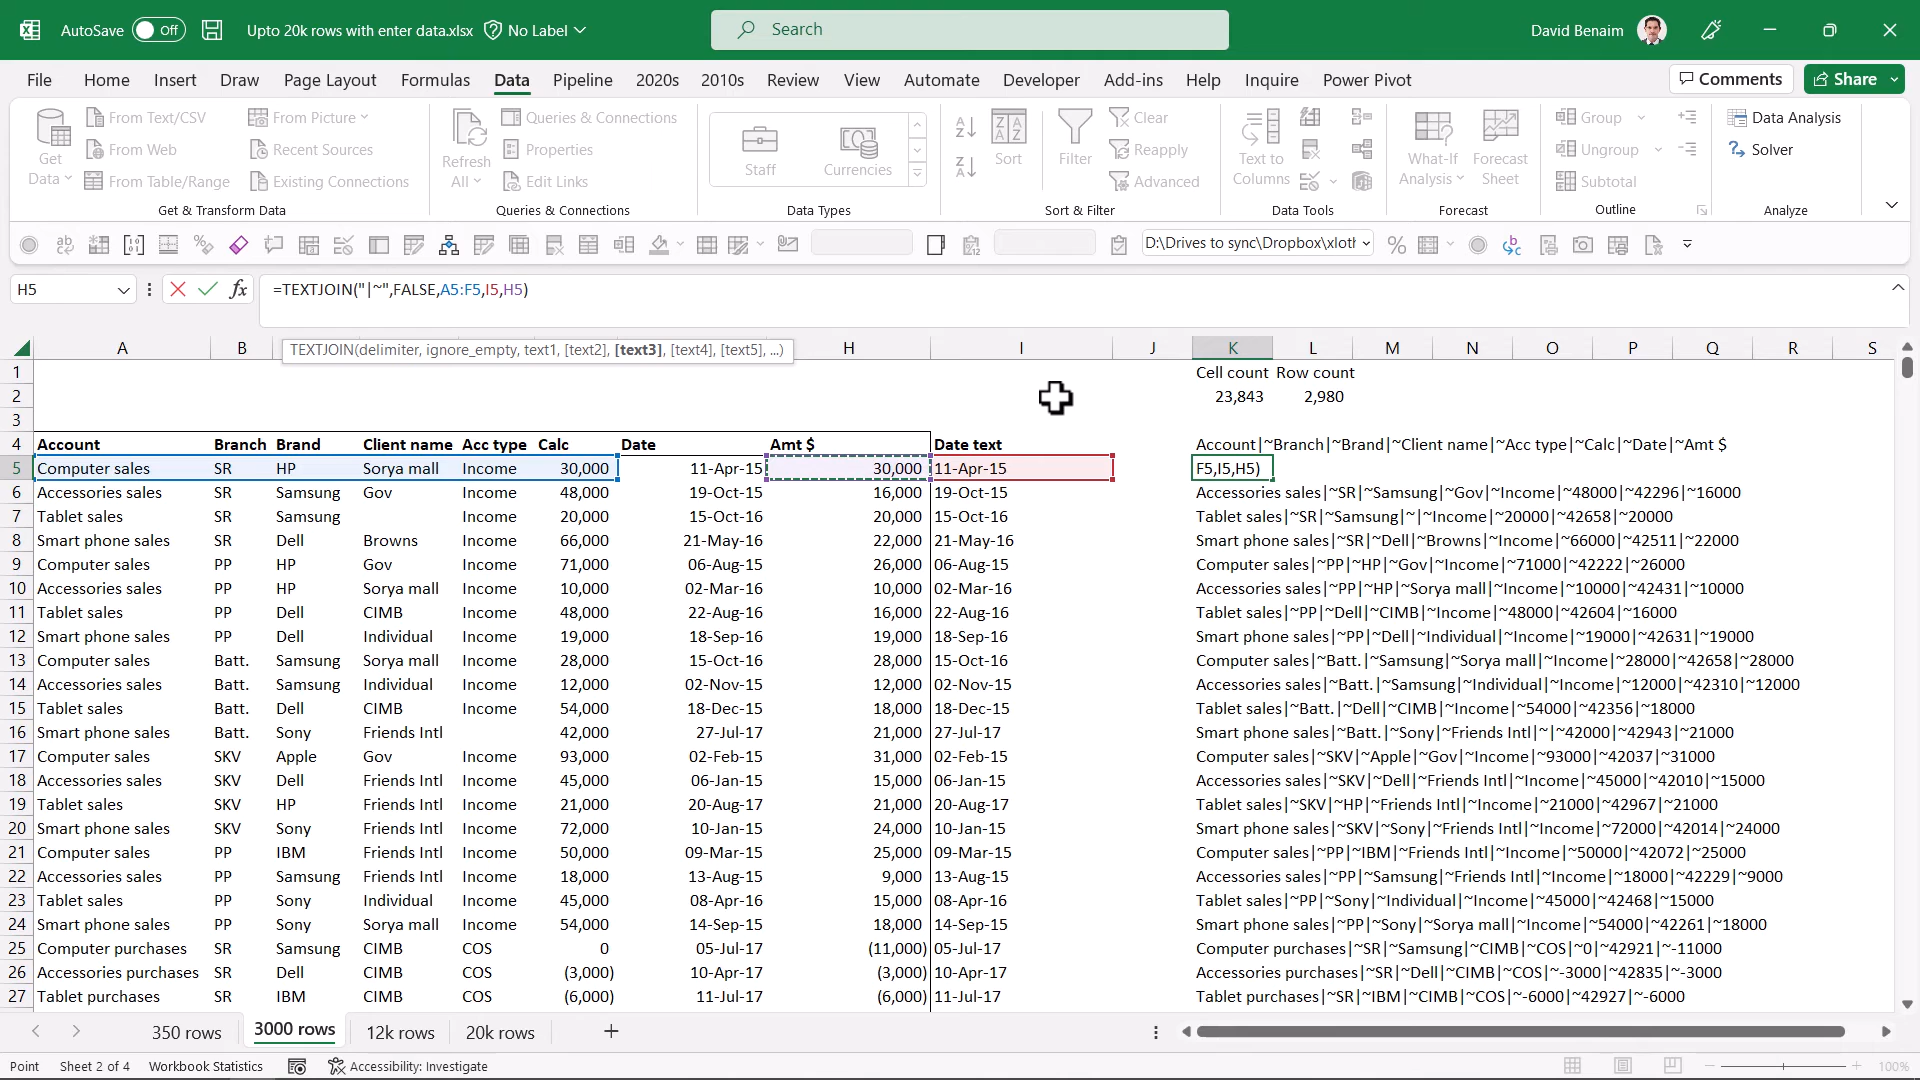 AutoSave Off Upto 20k rows with enter data.xlsx No Label Search David Benaim
File Home Insert Draw Page Layout Formulas Data Pipeline 2020s 2010s Review View Automate Developer Add-ins Help Inquire Power Pivot Comments Share
Get Data From Text/CSV From Web From Table/Range From Picture Recent Sources Existing Connections
Refresh All Queries & Connections Properties Edit Links
Staff Currencies
Sort Filter Clear Reapply Advanced
Text to Columns What-If Analysis Forecast Sheet
Group Ungroup Subtotal Data Analysis Solver
Get & Transform Data Queries & Connections Data Types Sort & Filter Data Tools Forecast Outline Analyze
D:\Drives to sync\Dropbox\xlotl
H5 fx =TEXTJOIN("|~",FALSE,A5:F5,I5,H5)
TEXTJOIN(delimiter, ignore_empty, text1, [text2], [text3], [text4], [text5], ...)
A B H I J K L M N O P Q R S
1 Cell count Row count
2 23,843 2,980
3
4 Account Branch Brand Client name Acc type Calc Date Amt $ Date text Account|~Branch|~Brand|~Client name|~Acc type|~Calc|~Date|~Amt $
5 Computer sales SR HP Sorya mall Income 30,000 11-Apr-15 30,000 11-Apr-15 F5,I5,H5)
6 Accessories sales SR Samsung Gov Income 48,000 19-Oct-15 16,000 19-Oct-15 Accessories sales|~SR|~Samsung|~Gov|~Income|~48000|~42296|~16000
7 Tablet sales SR Samsung Income 20,000 15-Oct-16 20,000 15-Oct-16 Tablet sales|~SR|~Samsung|~|~Income|~20000|~42658|~20000
8 Smart phone sales SR Dell Browns Income 66,000 21-May-16 22,000 21-May-16 Smart phone sales|~SR|~Dell|~Browns|~Income|~66000|~42511|~22000
9 Computer sales PP HP Gov Income 71,000 06-Aug-15 26,000 06-Aug-15 Computer sales|~PP|~HP|~Gov|~Income|~71000|~42222|~26000
10 Accessories sales PP HP Sorya mall Income 10,000 02-Mar-16 10,000 02-Mar-16 Accessories sales|~PP|~HP|~Sorya mall|~Income|~10000|~42431|~10000
11 Tablet sales PP Dell CIMB Income 48,000 22-Aug-16 16,000 22-Aug-16 Tablet sales|~PP|~Dell|~CIMB|~Income|~48000|~42604|~16000
12 Smart phone sales PP Dell Individual Income 19,000 18-Sep-16 19,000 18-Sep-16 Smart phone sales|~PP|~Dell|~Individual|~Income|~19000|~42631|~19000
13 Computer sales Batt. Samsung Sorya mall Income 28,000 15-Oct-16 28,000 15-Oct-16 Computer sales|~Batt.|~Samsung|~Sorya mall|~Income|~28000|~42658|~28000
14 Accessories sales Batt. Samsung Individual Income 12,000 02-Nov-15 12,000 02-Nov-15 Accessories sales|~Batt.|~Samsung|~Individual|~Income|~12000|~42310|~12000
15 Tablet sales Batt. Dell CIMB Income 54,000 18-Dec-15 18,000 18-Dec-15 Tablet sales|~Batt.|~Dell|~CIMB|~Income|~54000|~42356|~18000
16 Smart phone sales Batt. Sony Friends Intl 42,000 27-Jul-17 21,000 27-Jul-17 Smart phone sales|~Batt.|~Sony|~Friends Intl|~|~42000|~42943|~21000
17 Computer sales SKV Apple Gov Income 93,000 02-Feb-15 31,000 02-Feb-15 Computer sales|~SKV|~Apple|~Gov|~Income|~93000|~42037|~31000
18 Accessories sales SKV Dell Friends Intl Income 45,000 06-Jan-15 15,000 06-Jan-15 Accessories sales|~SKV|~Dell|~Friends Intl|~Income|~45000|~42010|~15000
19 Tablet sales SKV HP Friends Intl Income 21,000 20-Aug-17 21,000 20-Aug-17 Tablet sales|~SKV|~HP|~Friends Intl|~Income|~21000|~42967|~21000
20 Smart phone sales SKV Sony Friends Intl Income 72,000 10-Jan-15 24,000 10-Jan-15 Smart phone sales|~SKV|~Sony|~Friends Intl|~Income|~72000|~42014|~24000
21 Computer sales PP IBM Friends Intl Income 50,000 09-Mar-15 25,000 09-Mar-15 Computer sales|~PP|~IBM|~Friends Intl|~Income|~50000|~42072|~25000
22 Accessories sales PP Samsung Friends Intl Income 18,000 13-Aug-15 9,000 13-Aug-15 Accessories sales|~PP|~Samsung|~Friends Intl|~Income|~18000|~42229|~9000
23 Tablet sales PP Sony Individual Income 45,000 08-Apr-16 15,000 08-Apr-16 Tablet sales|~PP|~Sony|~Individual|~Income|~45000|~42468|~15000
24 Smart phone sales PP Sony Sorya mall Income 54,000 14-Sep-15 18,000 14-Sep-15 Smart phone sales|~PP|~Sony|~Sorya mall|~Income|~54000|~42261|~18000
25 Computer purchases SR Samsung CIMB COS 0 05-Jul-17 (11,000) 05-Jul-17 Computer purchases|~SR|~Samsung|~CIMB|~COS|~0|~42921|~-11000
26 Accessories purchases SR Dell CIMB COS (3,000) 10-Apr-17 (3,000) 10-Apr-17 Accessories purchases|~SR|~Dell|~CIMB|~COS|~-3000|~42835|~-3000
27 Tablet purchases SR IBM CIMB COS (6,000) 11-Jul-17 (6,000) 11-Jul-17 Tablet purchases|~SR|~IBM|~CIMB|~COS|~-6000|~42927|~-6000
350 rows 3000 rows 12k rows 20k rows
Point Sheet 2 of 4 Workbook Statistics Accessibility: Investigate 100%